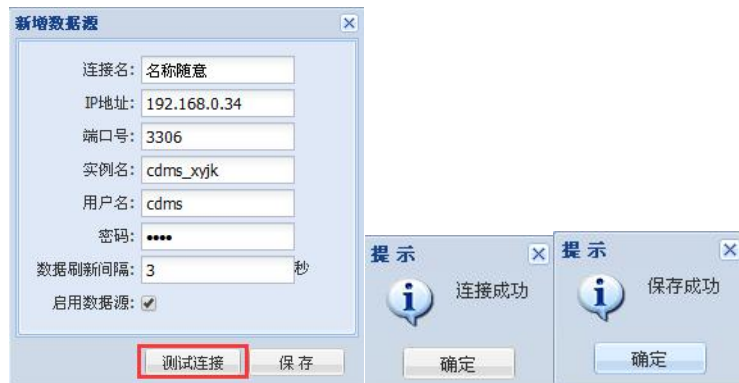 新增数据源
连接名: 名称随意
IP地址: 192.168.0.34
端口号: 3306
实例名: cdms_xyjk
用户名: cdms
密码: ••••
数据刷新间隔: 3 秒
启用数据源:
测试连接 保存
提示
连接成功
确定
提示
保存成功
确定